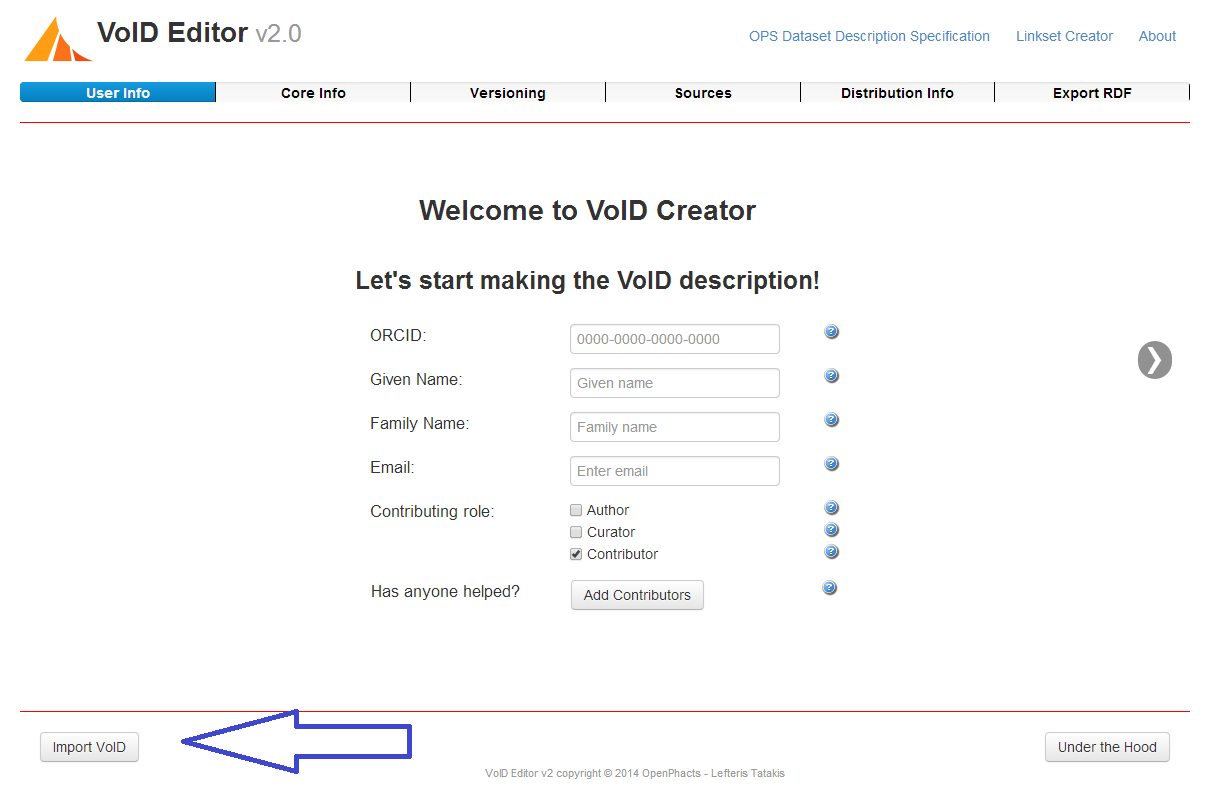 VoID Editor v2.0
OPS Dataset Description Specification Linkset Creator About
User Info Core Info Versioning Sources Distribution Info Export RDF
Welcome to VoID Creator
Let's start making the VoID description!
ORCID: 0000-0000-0000-0000
Given Name: Given name
Family Name: Family name
Email: Enter email
Contributing role: Author
Curator
Contributor
Has anyone helped? Add Contributors
Import VoID Under the Hood
VoID Editor v2 copyright © 2014 OpenPhacts - Lefteris Tatakis